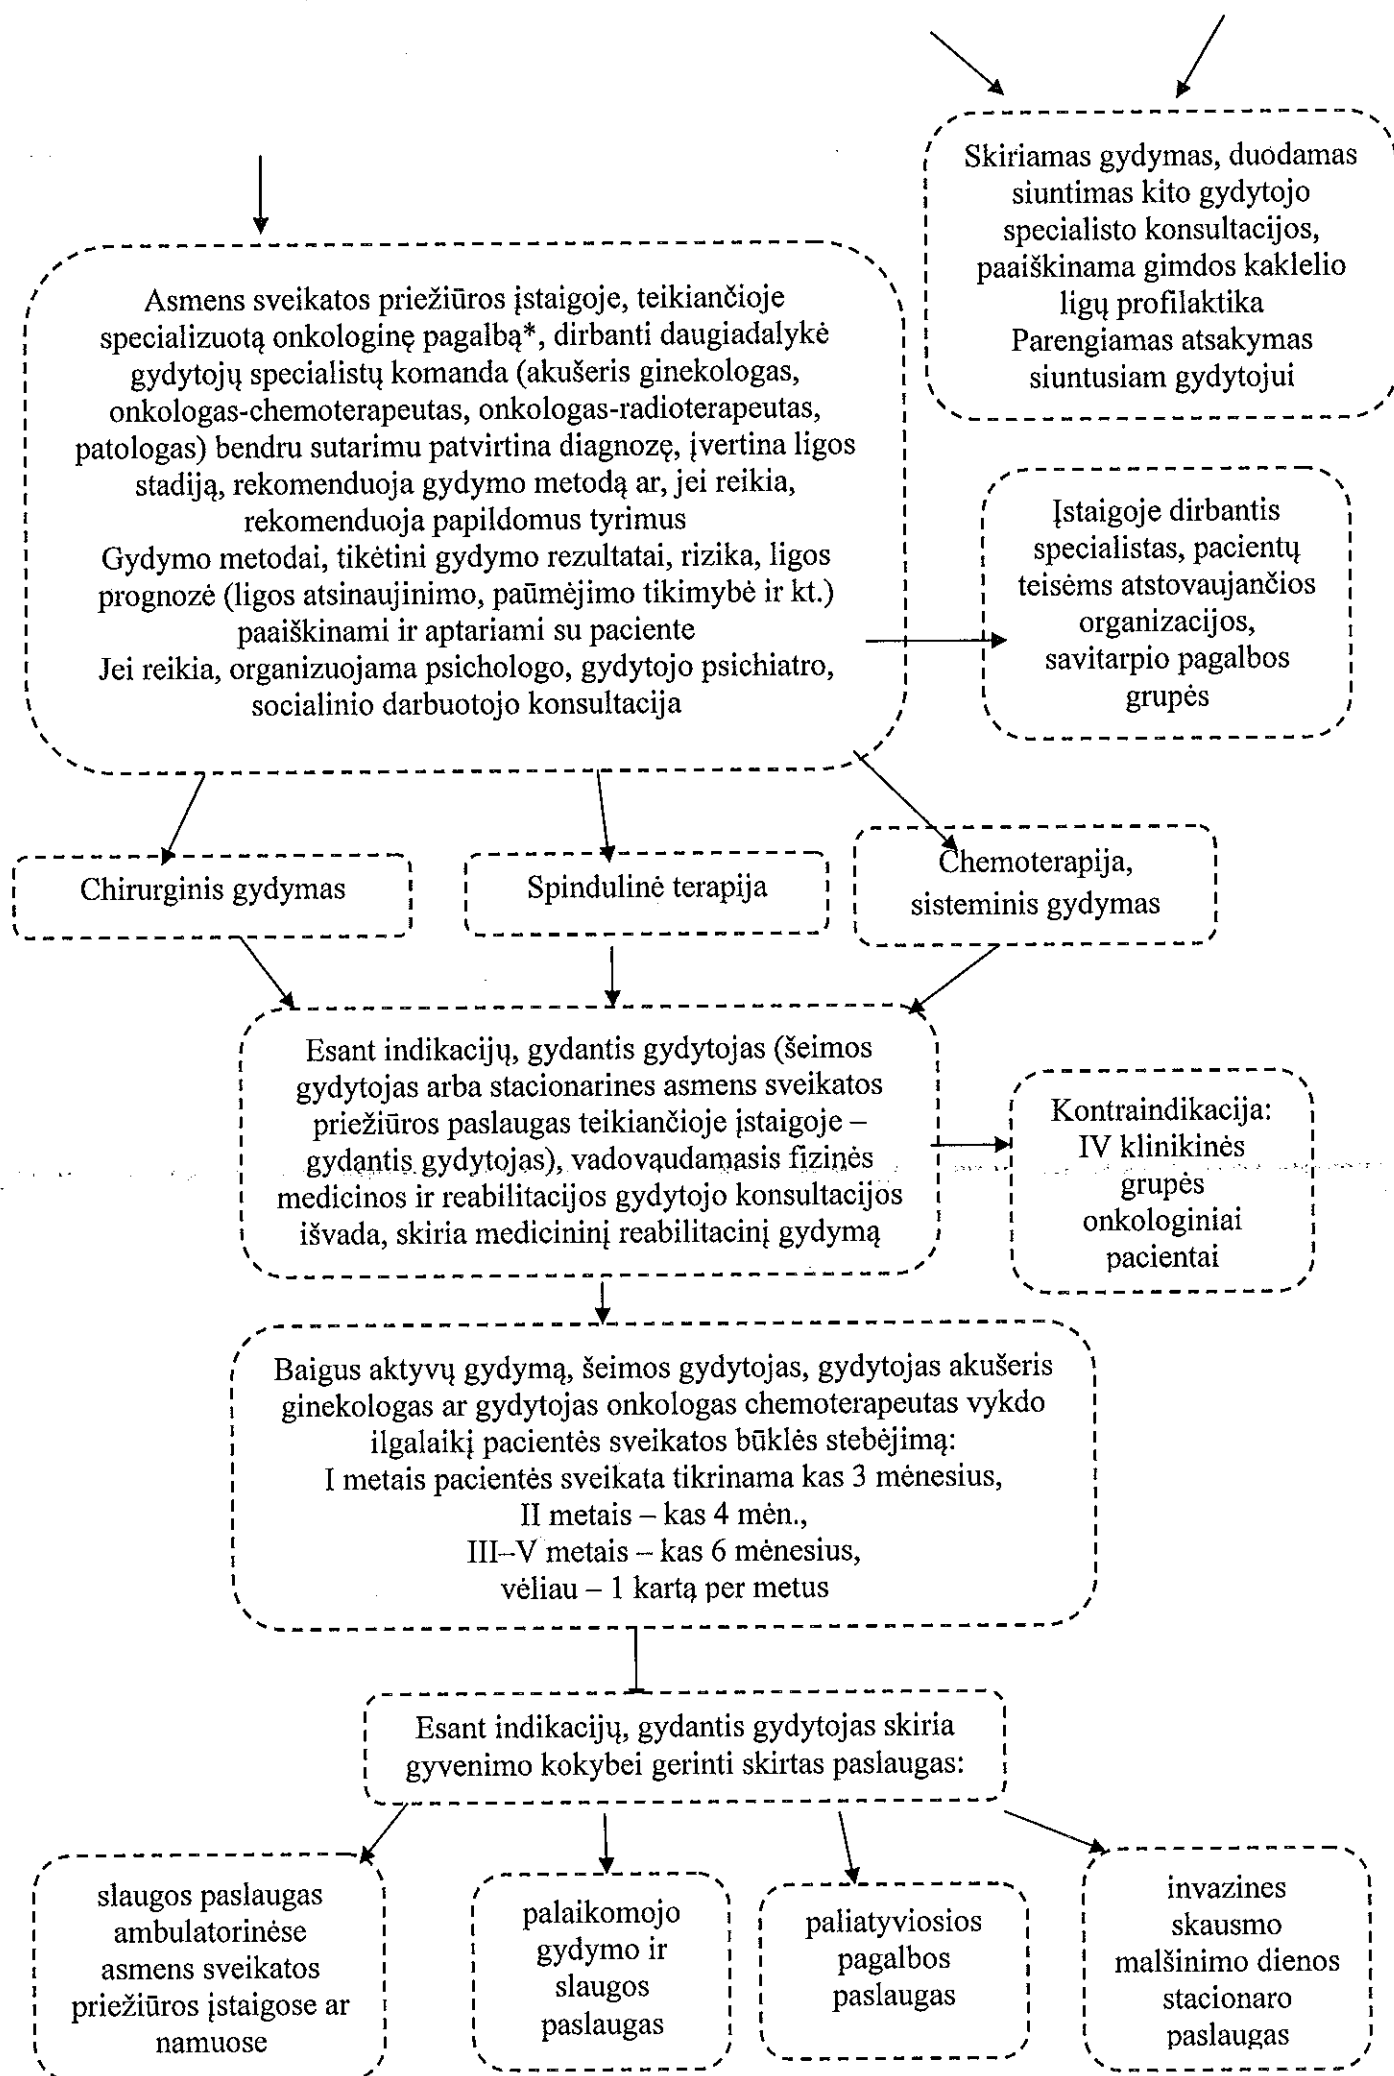 Skiriamas gydymas, duodamas
siuntimas kito gydytojo
specialisto konsultacijos,
paaiškinama gimdos kaklelio
ligų profilaktika
Parengiamas atsakymas
siuntusiam gydytojui
Asmens sveikatos priežiūros įstaigoje, teikiančioje
specializuotą onkologinę pagalbą*, dirbanti daugiadalykė
gydytojų specialistų komanda (akušeris ginekologas,
onkologas-chemoterapeutas, onkologas-radioterapeutas,
patologas) bendru sutarimu patvirtina diagnozę, įvertina ligos
stadiją, rekomenduoja gydymo metodą ar, jei reikia,
rekomenduoja papildomus tyrimus
Gydymo metodai, tikėtini gydymo rezultatai, rizika, ligos
prognozė (ligos atsinaujinimo, paūmėjimo tikimybė ir kt.)
paaiškinami ir aptariami su paciente
Jei reikia, organizuojama psichologo, gydytojo psichiatro,
socialinio darbuotojo konsultacija
Įstaigoje dirbantis
specialistas, pacientų
teisėms atstovaujančios
organizacijos,
savitarpio pagalbos
grupės
Chirurginis gydymas
Spindulinė terapija
Chemoterapija,
sisteminis gydymas
Esant indikacijų, gydantis gydytojas (šeimos
gydytojas arba stacionarines asmens sveikatos
priežiūros paslaugas teikiančioje įstaigoje –
gydantis gydytojas), vadovaudamasis fizinės
medicinos ir reabilitacijos gydytojo konsultacijos
išvada, skiria medicininį reabilitacinį gydymą
Kontraindikacija:
IV klinikinės
grupės
onkologiniai
pacientai
Baigus aktyvų gydymą, šeimos gydytojas, gydytojas akušeris
ginekologas ar gydytojas onkologas chemoterapeutas vykdo
ilgalaikį pacientės sveikatos būklės stebėjimą:
I metais pacientės sveikata tikrinama kas 3 mėnesius,
II metais – kas 4 mėn.,
III–V metais – kas 6 mėnesius,
vėliau – 1 kartą per metus
Esant indikacijų, gydantis gydytojas skiria
gyvenimo kokybei gerinti skirtas paslaugas:
slaugos paslaugas
ambulatorinėse
asmens sveikatos
priežiūros įstaigose ar
namuose
palaikomojo
gydymo ir
slaugos
paslaugas
paliatyviosios
pagalbos
paslaugas
invazines
skausmo
malšinimo dienos
stacionaro
paslaugas